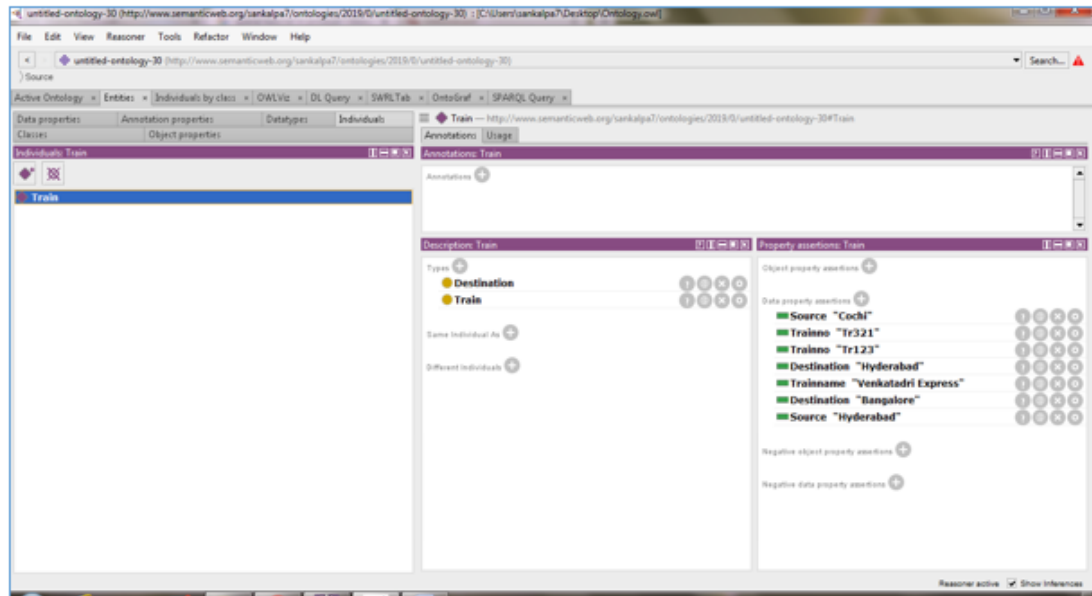 untitled-ontology-30 (http://www.semanticweb.org/sankalpa7/ontologies/2019/0/untitled-ontology-30) : [C:\Users\sankalpa7\Desktop\Ontology.owl]
File Edit View Reasoner Tools Refactor Window Help
untitled-ontology-30 (http://www.semanticweb.org/sankalpa7/ontologies/2019/0/untitled-ontology-30) Search...
Source
Active Ontology Entities Individuals by class OWLViz DL Query SWRLTab OntoGraf SPARQL Query
Data properties Annotation properties Datatypes Individuals
Train — http://www.semanticweb.org/sankalpa7/ontologies/2019/0/untitled-ontology-30#Train
Classes Object properties
Annotations Usage
Individuals: Train
Annotations: Train
Annotations
Train
Description: Train
Property assertions: Train
Types
Destination
Train
Same Individual As
Different Individuals
Object property assertions
Data property assertions
Source "Cochi"
Trainno "Tr321"
Trainno "Tr123"
Destination "Hyderabad"
Trainname "Venkatadri Express"
Destination "Bangalore"
Source "Hyderabad"
Negative object property assertions
Negative data property assertions
Reasoner active Show Inferences